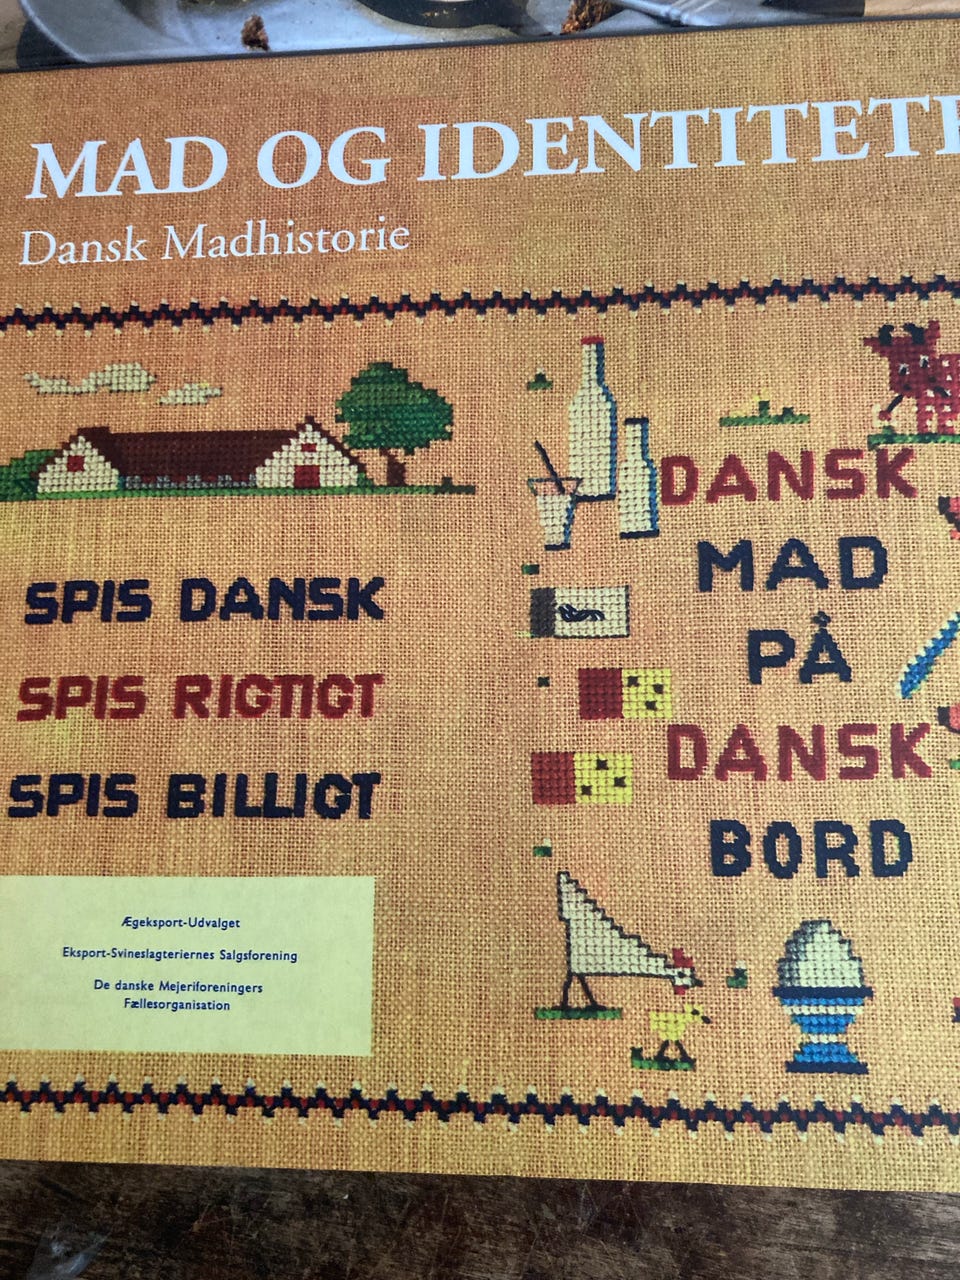 MAD OG IDENTITET
Dansk Madhistorie
SPIS DANSK
SPIS RIGTIGT
SPIS BILLIGT
Ægeksport-Udvalget
Eksport-Svineslagteriernes Salgsforening
De danske Mejeriforeningers
Fællesorganisation
DANSK
MAD
PÅ
DANSK
BORD